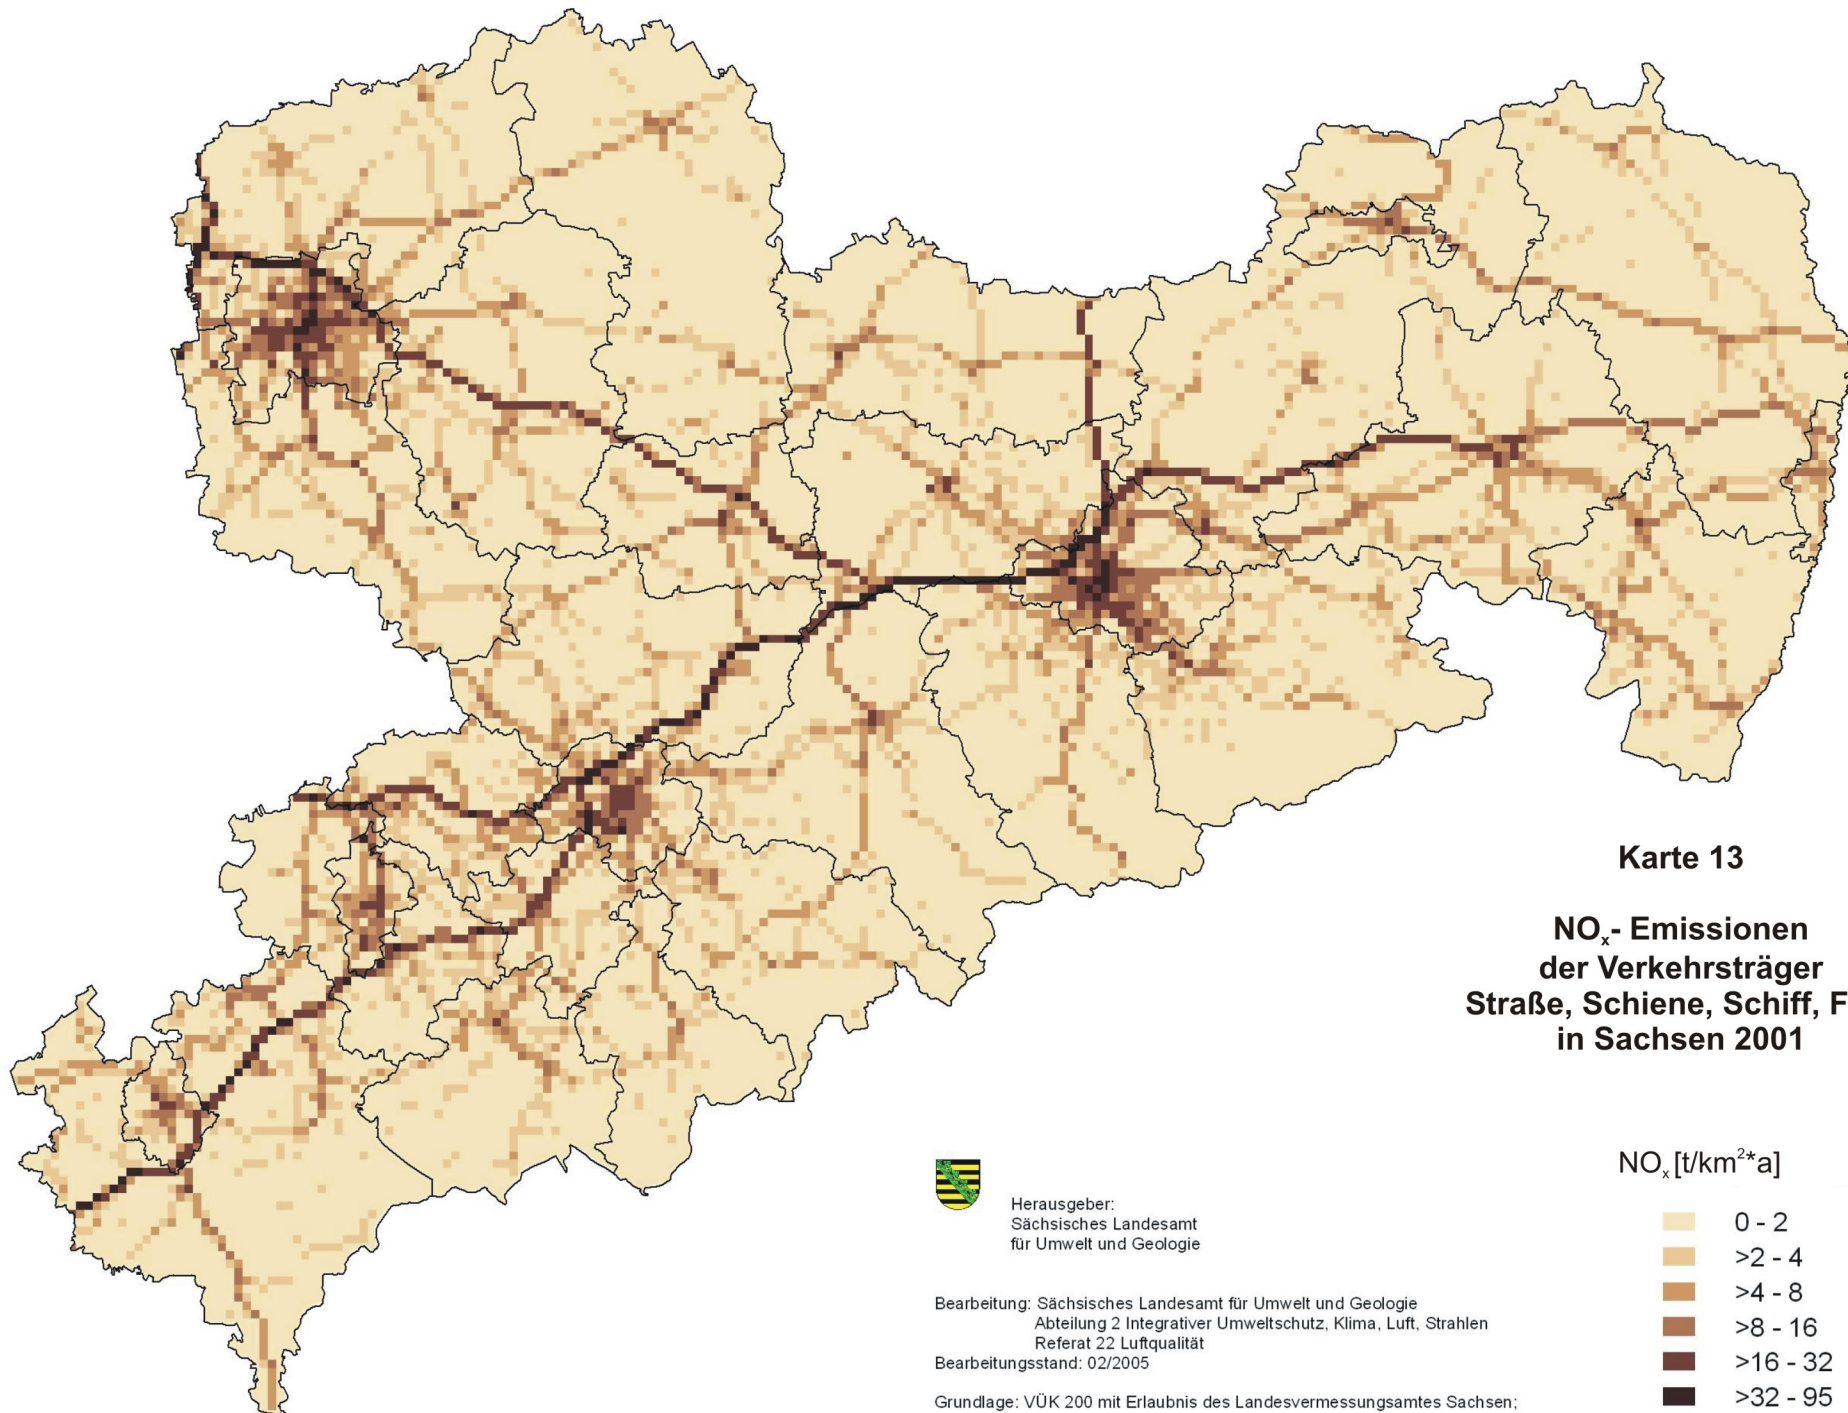 Karte 13
NOx- Emissionen
der Verkehrsträger
Straße, Schiene, Schiff, F
in Sachsen 2001
NOx [t/km²*a]
0 - 2
>2 - 4
>4 - 8
>8 - 16
>16 - 32
>32 - 95
Herausgeber:
Sächsisches Landesamt
für Umwelt und Geologie
Bearbeitung: Sächsisches Landesamt für Umwelt und Geologie
Abteilung 2 Integrativer Umweltschutz, Klima, Luft, Strahlen
Referat 22 Luftqualität
Bearbeitungsstand: 02/2005
Grundlage: VÜK 200 mit Erlaubnis des Landesvermessungsamtes Sachsen;